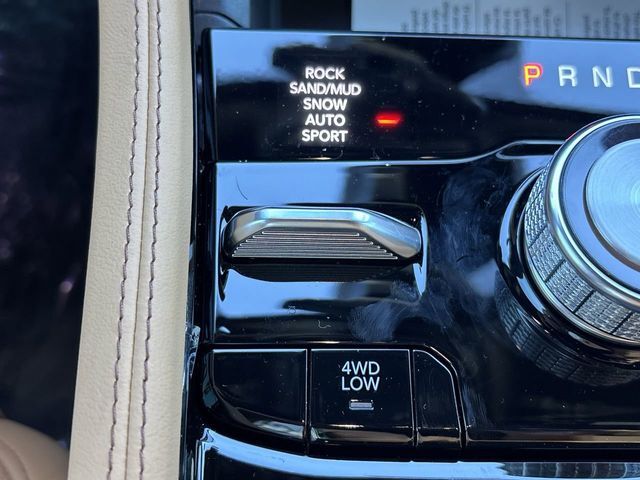 ROCK
SAND/MUD
SNOW
AUTO
SPORT
P R N D
4WD
LOW